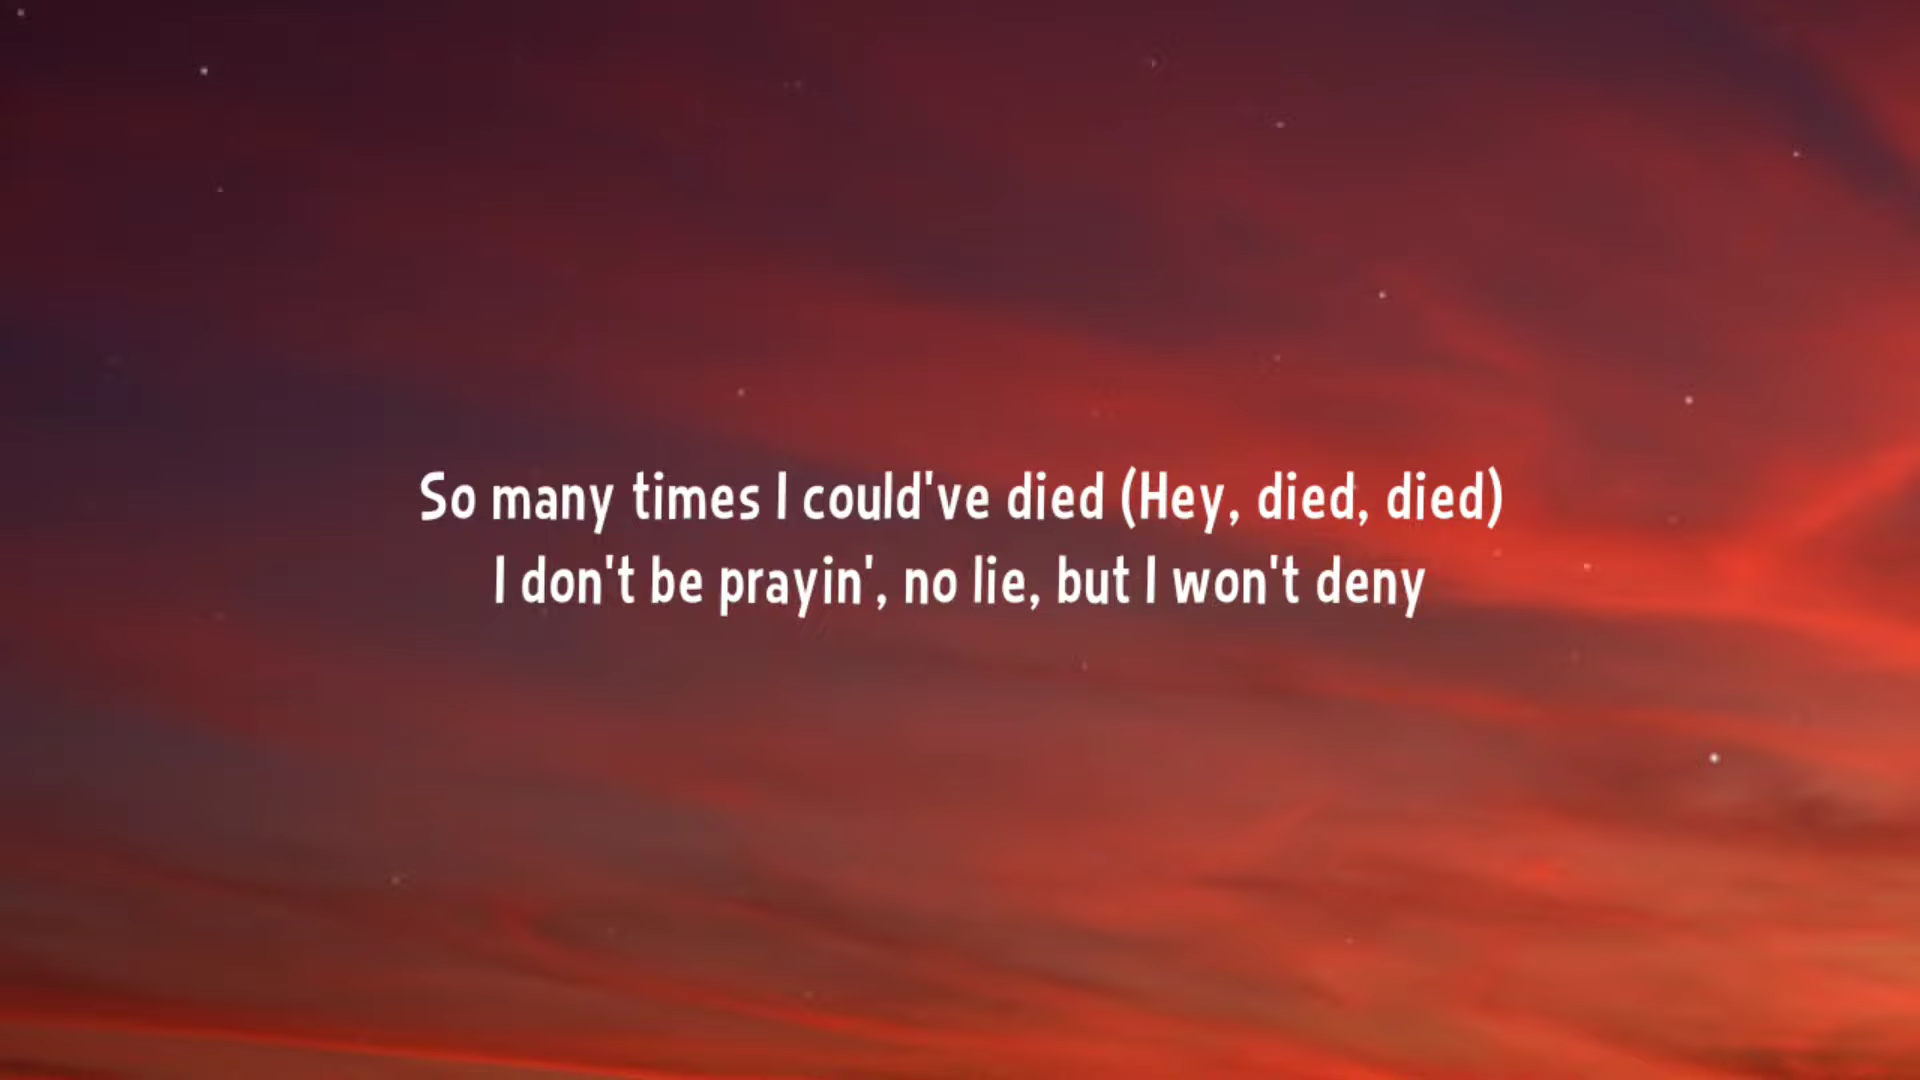 So many times I could've died (Hey, died, died)
I don't be prayin', no lie, but I won't deny